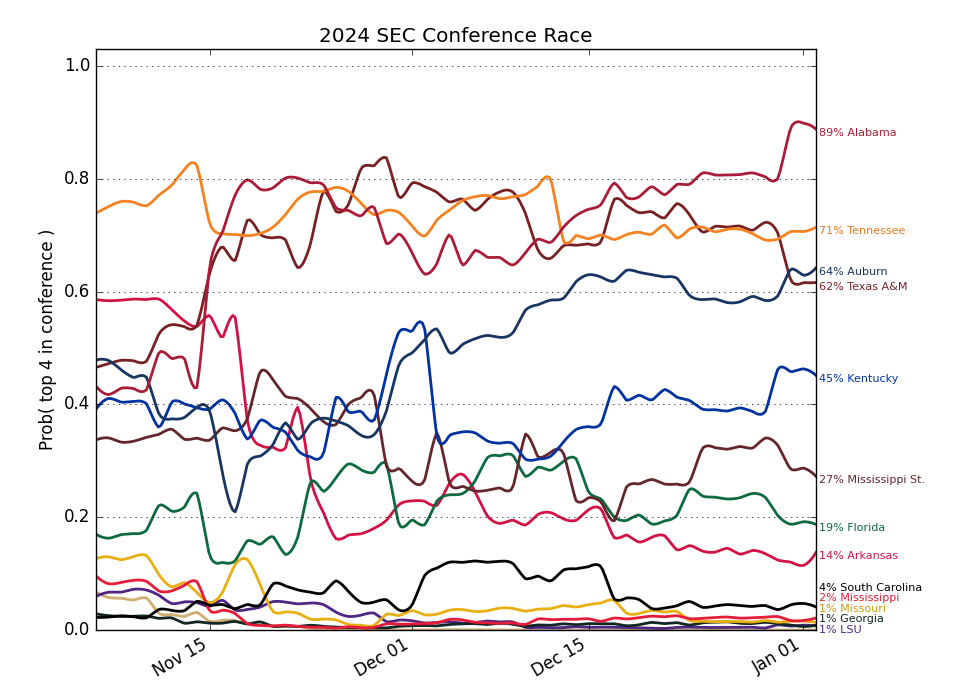 2024 SEC Conference Race
Prob( top 4 in conference )
1.0
0.8
0.6
0.4
0.2
0.0
Nov 15
Dec 01
Dec 15
Jan 01
89% Alabama
71% Tennessee
64% Auburn
62% Texas A&M
45% Kentucky
27% Mississippi St.
19% Florida
14% Arkansas
4% South Carolina
2% Mississippi
1% Missouri
1% Georgia
1% LSU